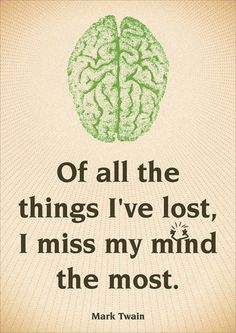 Of all the
things I've lost,
I miss my mind
the most.
Mark Twain